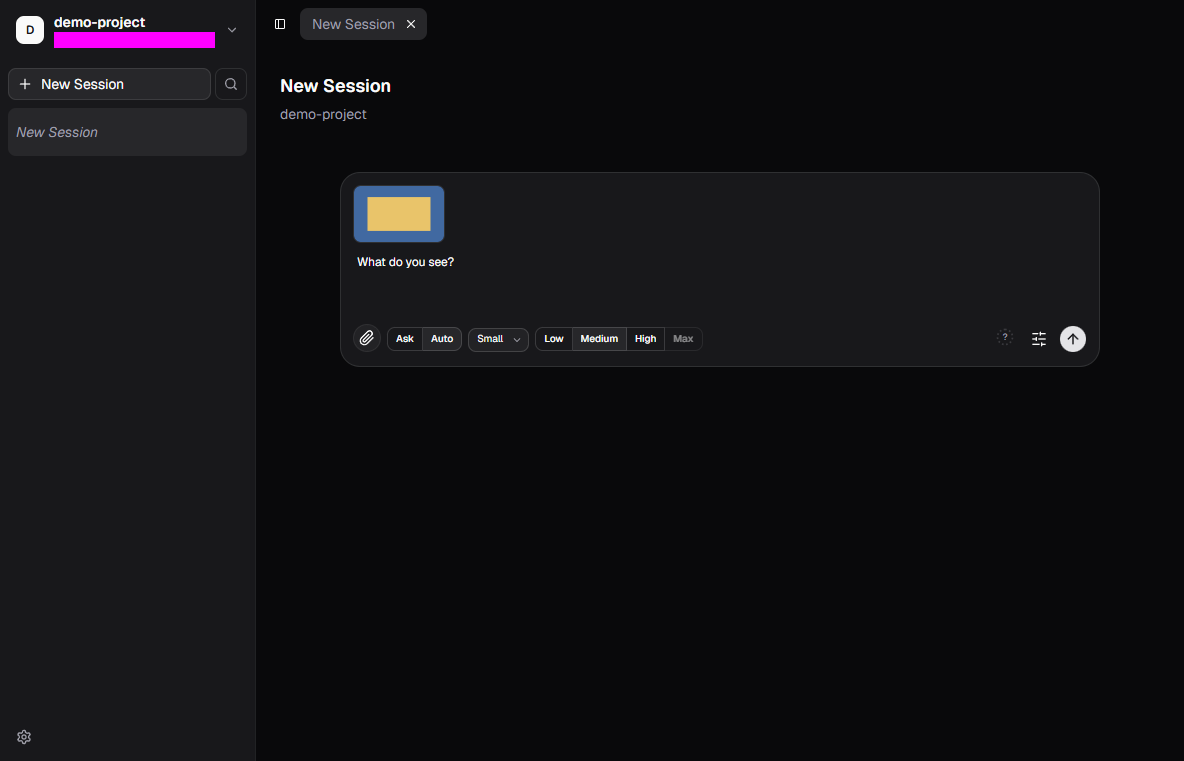 D
demo-project
New Session
New Session
New Session
New Session
demo-project
What do you see?
Ask Auto Small Low Medium High Max ?